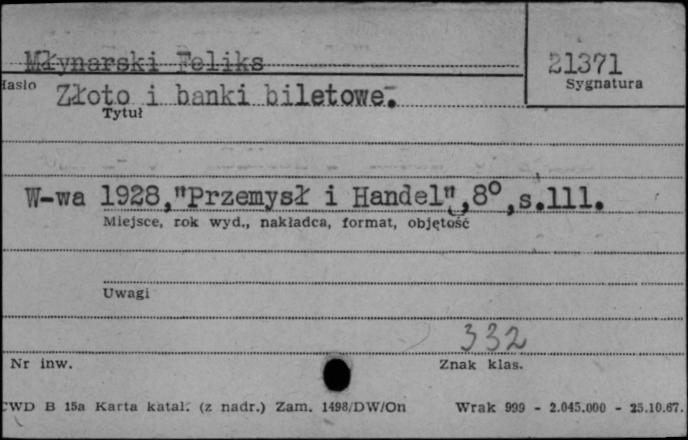 Młynarski Feliks
21371
Hasło
Sygnatura
Złoto i banki biletowe.
Tytuł
W-wa 1928,"Przemysł i Handel",8°,s.111.
Miejsce, rok wyd., nakładca, format, objętość
Uwagi
332
Nr inw.
Znak klas.
CWD B 15a Karta katal. (z nadr.) Zam. 1498/DW/On Wrak 999 - 2.045.000 - 25.10.67.